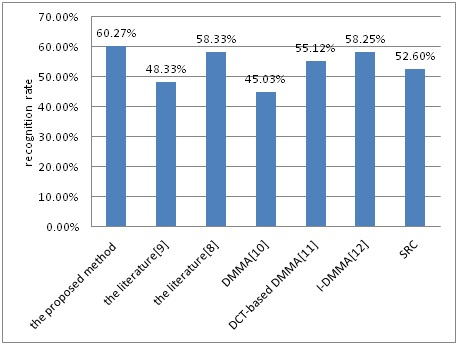 70.00%
60.00%
50.00%
40.00%
30.00%
20.00%
10.00%
0.00%
recognition rate
60.27%
48.33%
58.33%
45.03%
55.12%
58.25%
52.60%
the proposed method
the literature[9]
the literature[8]
DMMA[10]
DCT-based DMMA[11]
I-DMMA[12]
SRC